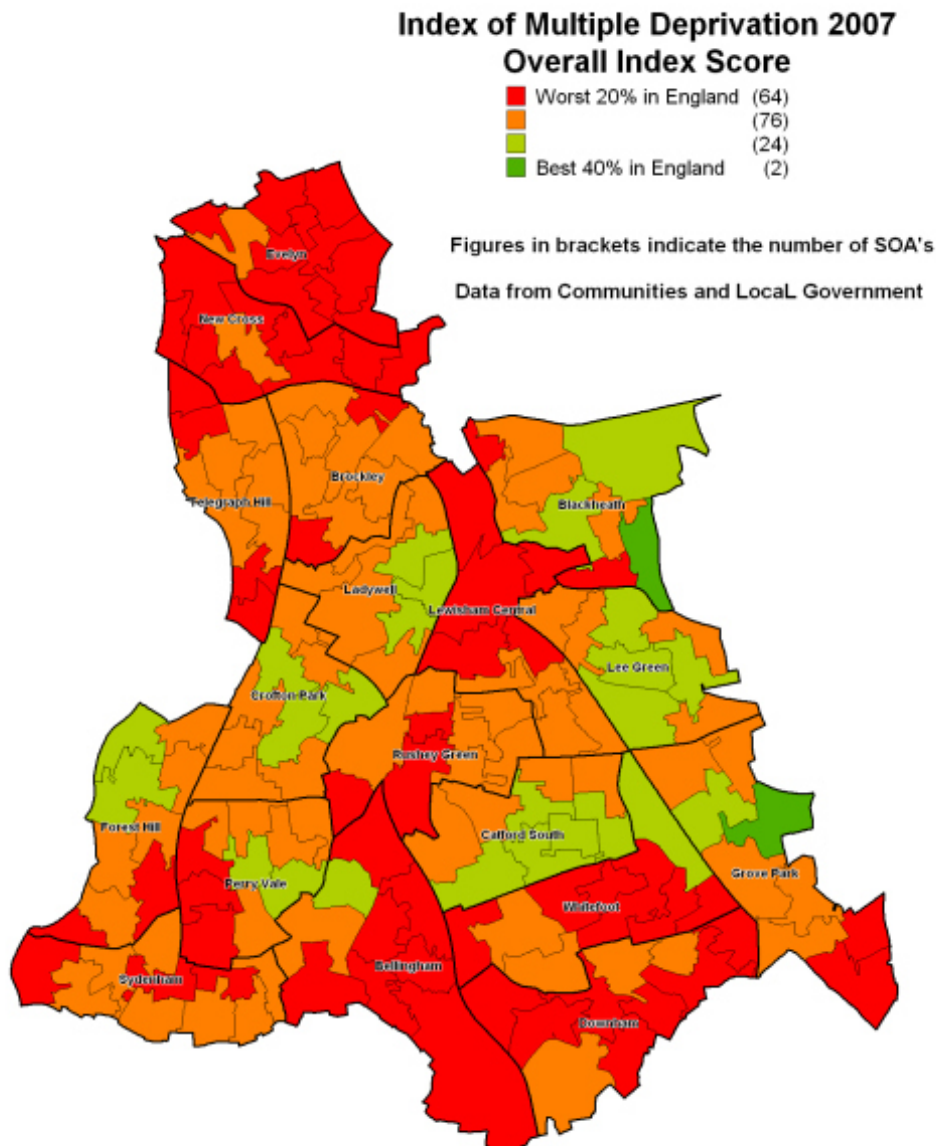 Index of Multiple Deprivation 2007
Overall Index Score
Worst 20% in England (64)
(76)
(24)
Best 40% in England (2)
Figures in brackets indicate the number of SOA's
Data from Communities and LocaL Government
Evelyn
New Cross
Brockley
Telegraph Hill
Blackheath
Ladywell
Lewisham Central
Lee Green
Crofton Park
Rushey Green
Forest Hill
Catford South
Perry Vale
Grove Park
Whitefoot
Bellingham
Sydenham
Downham